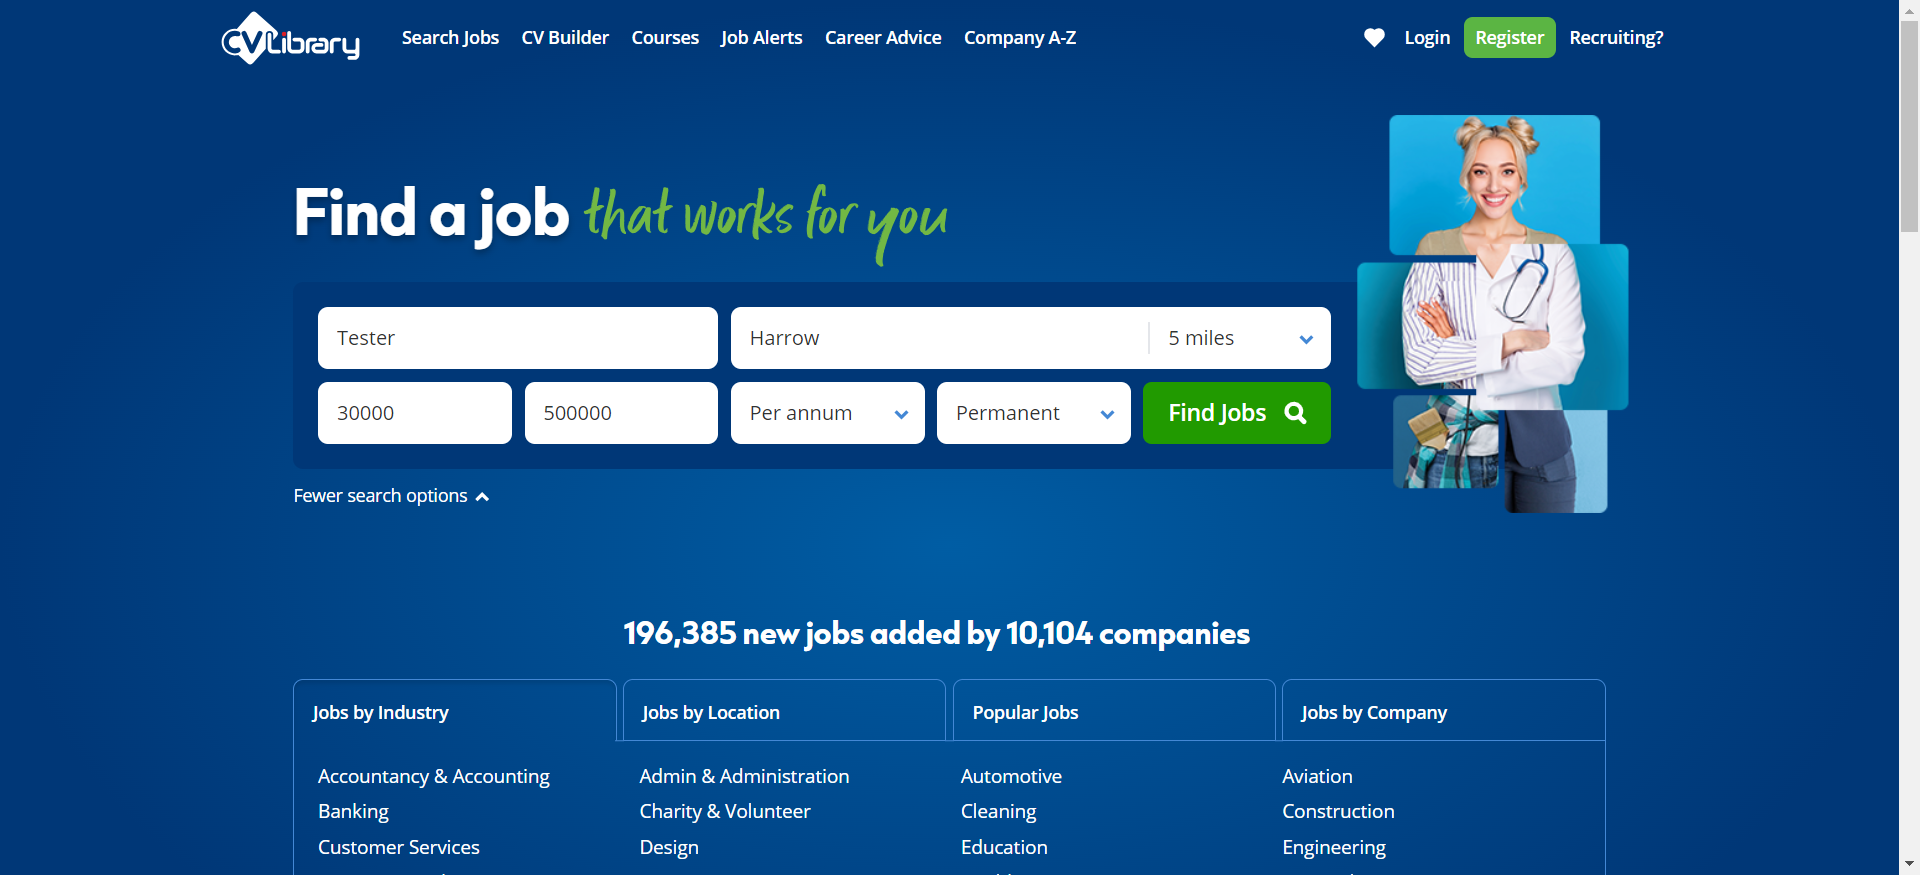 CV Library
Search Jobs CV Builder Courses Job Alerts Career Advice Company A-Z
Login Register Recruiting?
Find a job that works for you
Tester Harrow 5 miles
30000 500000 Per annum Permanent Find Jobs
Fewer search options
196,385 new jobs added by 10,104 companies
Jobs by Industry Jobs by Location Popular Jobs Jobs by Company
Accountancy & Accounting Admin & Administration Automotive Aviation
Banking Charity & Volunteer Cleaning Construction
Customer Services Design Education Engineering